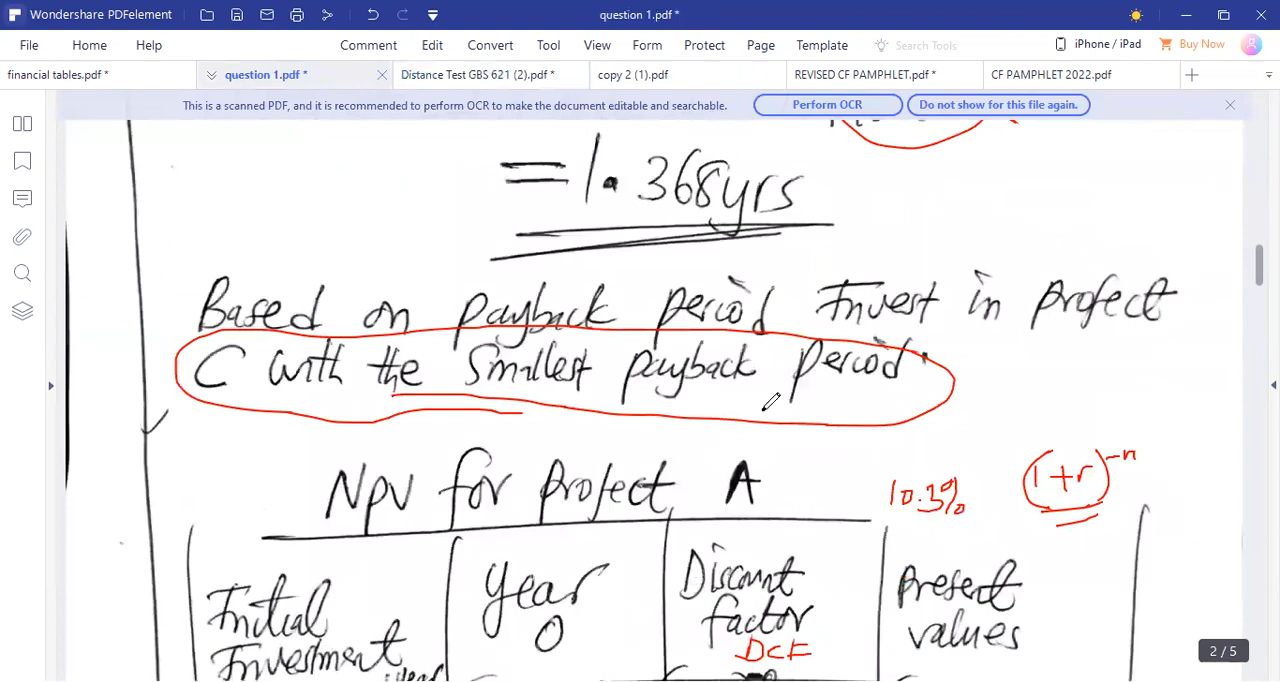 Wondershare PDFelement
question 1.pdf *
File Home Help Comment Edit Convert Tool View Form Protect Page Template Search Tools iPhone / iPad Buy Now
financial tables.pdf * question 1.pdf * Distance Test GBS 621 (2).pdf * copy 2 (1).pdf REVISED CF PAMPHLET.pdf * CF PAMPHLET 2022.pdf
This is a scanned PDF, and it is recommended to perform OCR to make the document editable and searchable. Perform OCR Do not show for this file again.
=1.368yrs
Based on payback period Invest in project
C with the smallest payback period.
Npv for project A 10.3% (1+r)-n
Initial Investment
Year 0
Discount factor DCF
Present values
2 / 5